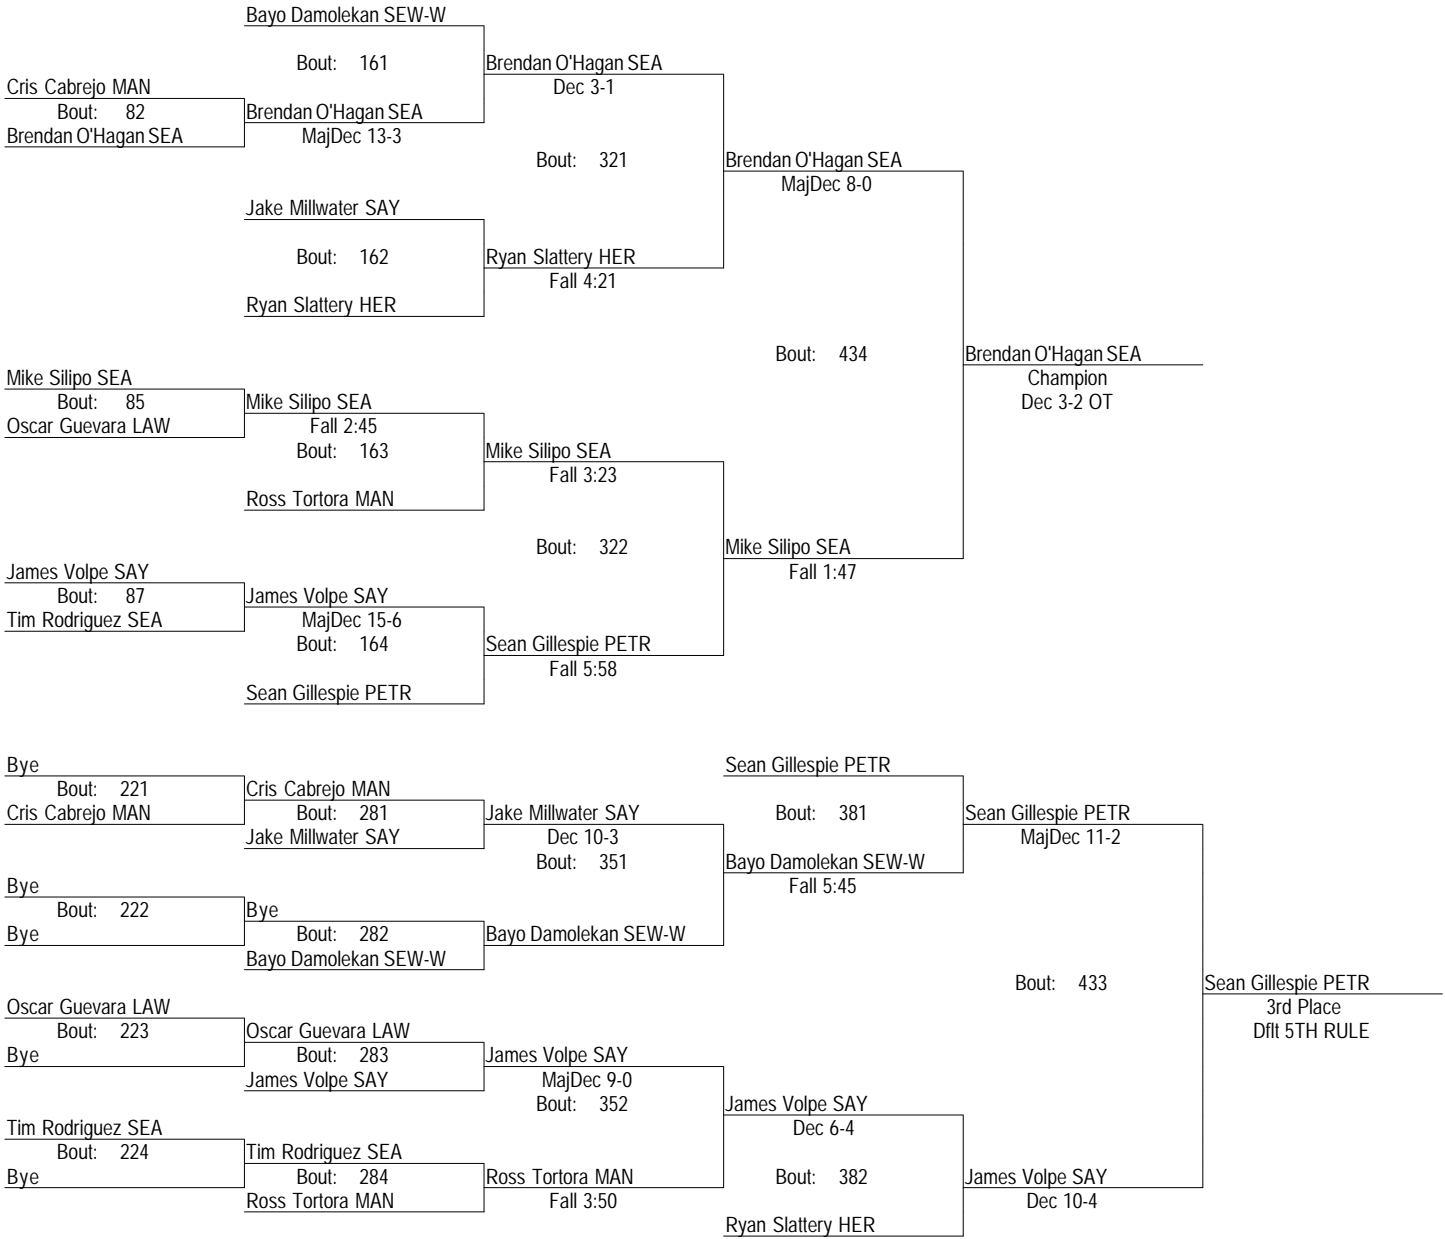 Bayo Damolekan SEW-W
Bout: 161
Brendan O'Hagan SEA
Dec 3-1
Cris Cabrejo MAN
Bout: 82
Brendan O'Hagan SEA
Brendan O'Hagan SEA
MajDec 13-3
Bout: 321
Brendan O'Hagan SEA
MajDec 8-0
Jake Millwater SAY
Bout: 162
Ryan Slattery HER
Fall 4:21
Ryan Slattery HER
Bout: 434
Brendan O'Hagan SEA
Champion
Dec 3-2 OT
Mike Silipo SEA
Bout: 85
Oscar Guevara LAW
Mike Silipo SEA
Fall 2:45
Bout: 163
Mike Silipo SEA
Fall 3:23
Ross Tortora MAN
Bout: 322
Mike Silipo SEA
Fall 1:47
James Volpe SAY
Bout: 87
Tim Rodriguez SEA
James Volpe SAY
MajDec 15-6
Bout: 164
Sean Gillespie PETR
Fall 5:58
Sean Gillespie PETR
Bye
Bout: 221
Cris Cabrejo MAN
Cris Cabrejo MAN
Bout: 281
Jake Millwater SAY
Jake Millwater SAY
Dec 10-3
Bout: 351
Sean Gillespie PETR
Bout: 381
Bayo Damolekan SEW-W
Fall 5:45
Sean Gillespie PETR
MajDec 11-2
Bye
Bout: 222
Bye
Bye
Bout: 282
Bayo Damolekan SEW-W
Bayo Damolekan SEW-W
Bout: 433
Sean Gillespie PETR
3rd Place
Dflt 5TH RULE
Oscar Guevara LAW
Bout: 223
Bye
Oscar Guevara LAW
Bout: 283
James Volpe SAY
James Volpe SAY
MajDec 9-0
Bout: 352
James Volpe SAY
Dec 6-4
Tim Rodriguez SEA
Bout: 224
Bye
Tim Rodriguez SEA
Bout: 284
Ross Tortora MAN
Ross Tortora MAN
Fall 3:50
Bout: 382
Ryan Slattery HER
James Volpe SAY
Dec 10-4